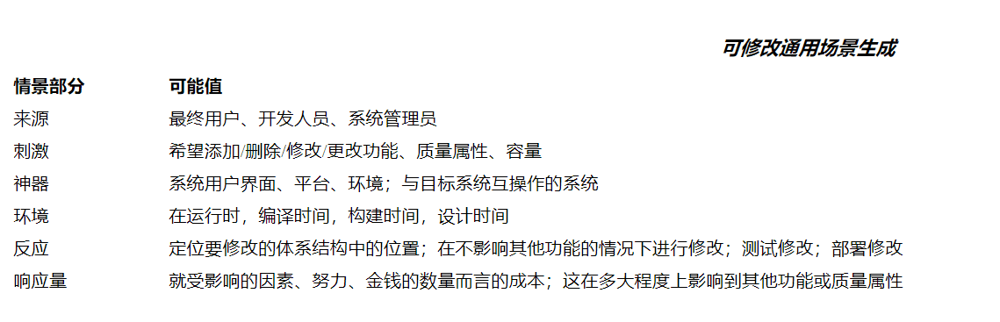 可修改通用场景生成
情景部分 可能值
来源 最终用户、开发人员、系统管理员
刺激 希望添加/删除/修改/更改功能、质量属性、容量
神器 系统用户界面、平台、环境；与目标系统互操作的系统
环境 在运行时，编译时间，构建时间，设计时间
反应 定位要修改的体系结构中的位置；在不影响其他功能的情况下进行修改；测试修改；部署修改
响应量 就受影响的因素、努力、金钱的数量而言的成本；这在多大程度上影响到其他功能或质量属性